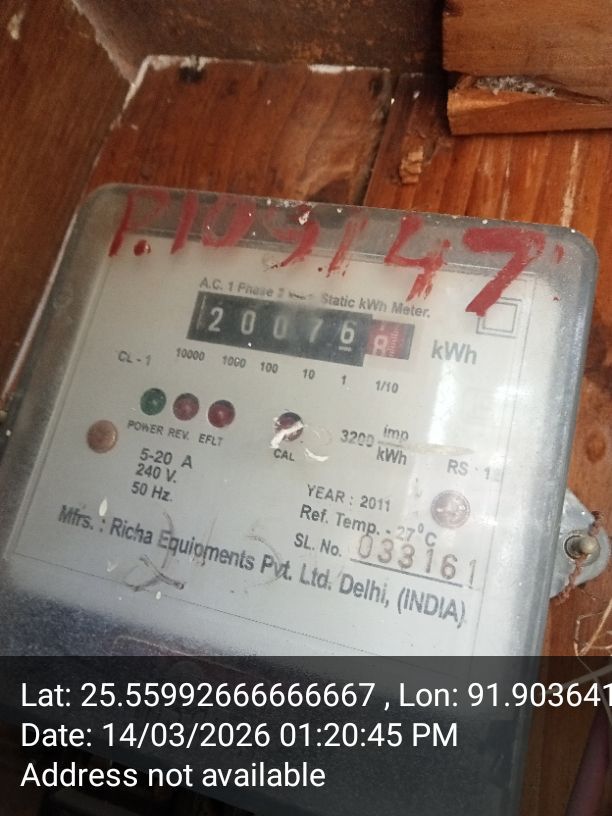 P109147
A.C. 1 Phase 2 Static kWh Meter.
200768 kWh
CL - 1 10000 1000 100 10 1 1/10
POWER REV. EFLT CAL
3200 imp/kWh
5-20 A
240 V.
50 Hz.
RS - 1
YEAR : 2011
Ref. Temp. - 27°C
SL. No. 033161
Mfrs. : Richa Equipments Pvt. Ltd. Delhi, (INDIA)
Lat: 25.55992666666667 , Lon: 91.903641
Date: 14/03/2026 01:20:45 PM
Address not available